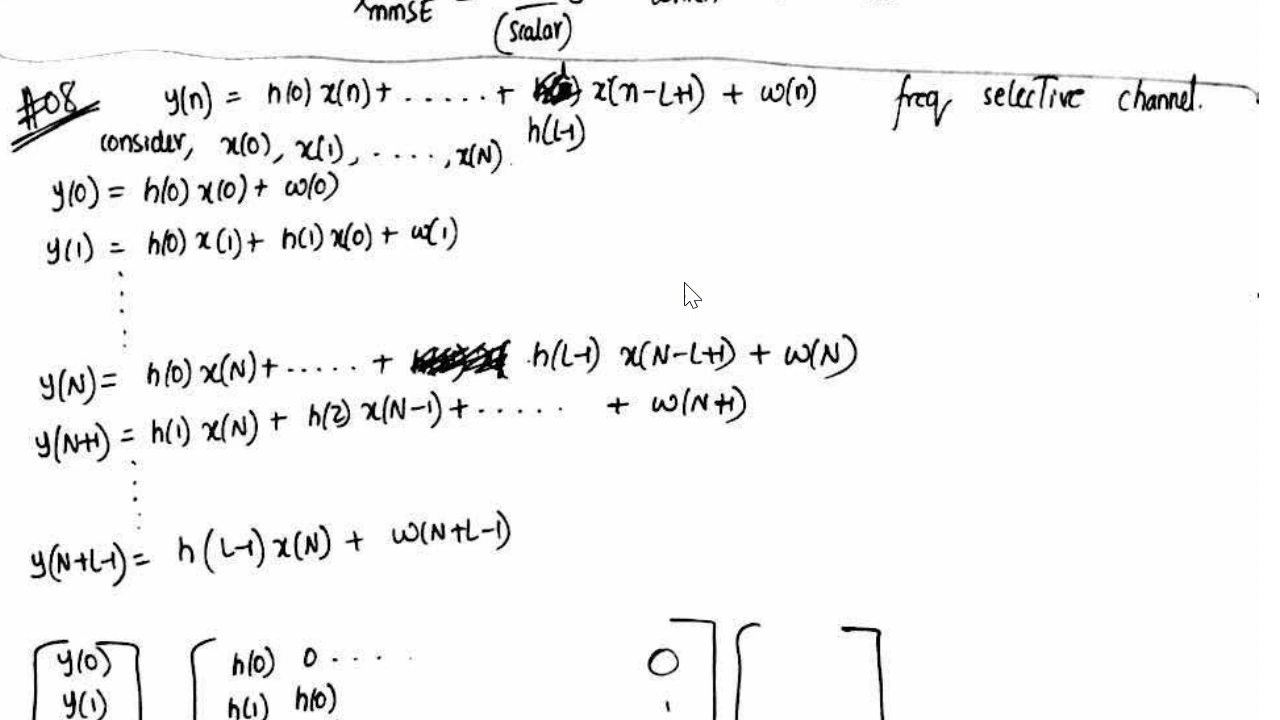 MMSE
(scalar)
#08 y(n) = h(0) x(n) + ..... + x(n-L+1) + w(n) freq selective channel.
h(L-1)
consider, x(0), x(1), ....., x(N).
y(0) = h(0) x(0) + w(0)
y(1) = h(0) x(1) + h(1) x(0) + w(1)
y(N) = h(0) x(N) + ..... + h(L-1) x(N-L+1) + w(N)
y(N+1) = h(1) x(N) + h(2) x(N-1) + ..... + w(N+1)
y(N+L-1) = h(L-1) x(N) + w(N+L-1)
y(0) h(0) 0 .... 0
y(1) h(1) h(0)